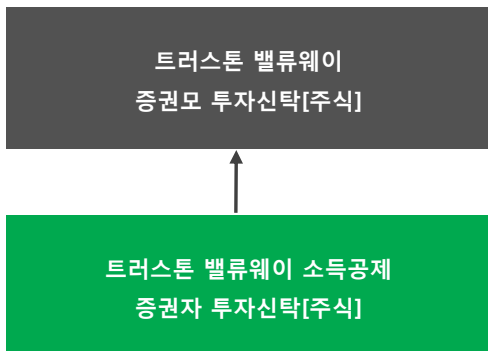 트러스톤 밸류웨이
증권모 투자신탁[주식]
트러스톤 밸류웨이 소득공제
증권자 투자신탁[주식]